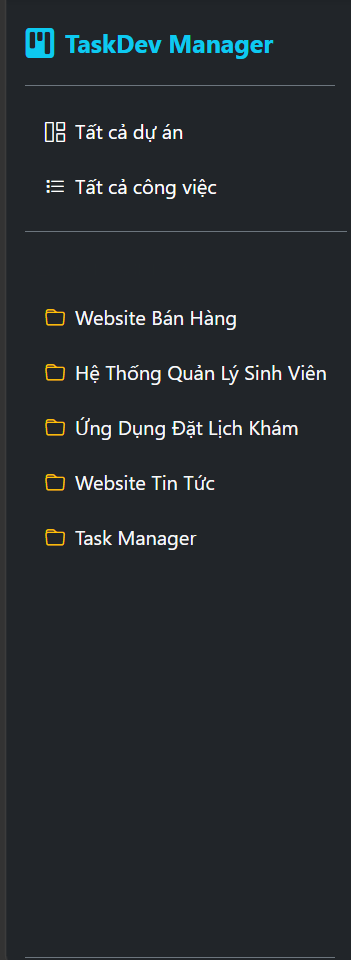 TaskDev Manager
Tất cả dự án
Tất cả công việc
Website Bán Hàng
Hệ Thống Quản Lý Sinh Viên
Ứng Dụng Đặt Lịch Khám
Website Tin Tức
Task Manager